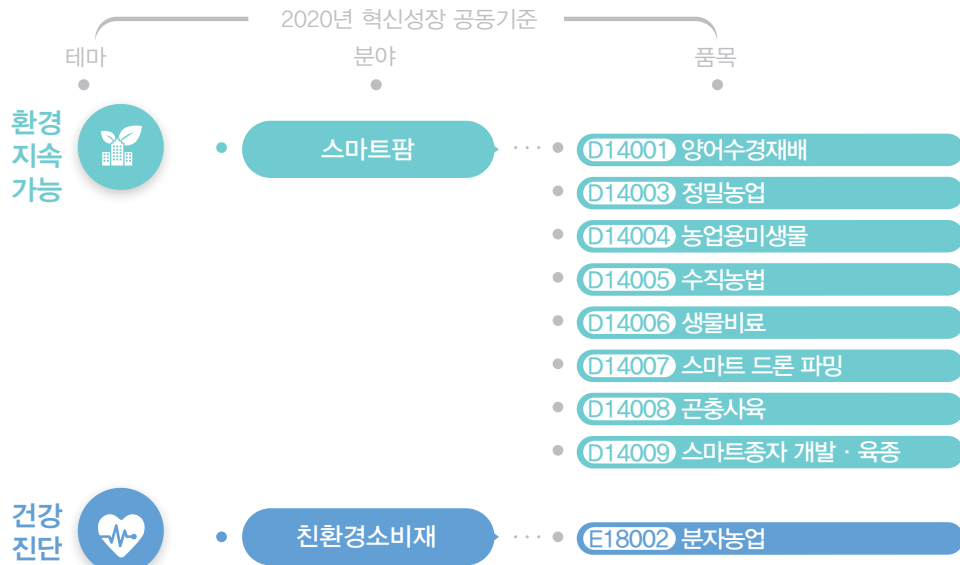 2020년 혁신성장 공동기준
테마
분야
품목
환경
지속
가능
스마트팜
D14001 양어수경재배
D14003 정밀농업
D14004 농업용미생물
D14005 수직농법
D14006 생물비료
D14007 스마트 드론 파밍
D14008 곤충사육
D14009 스마트종자 개발 · 육종
건강
진단
친환경소비재
E18002 분자농업